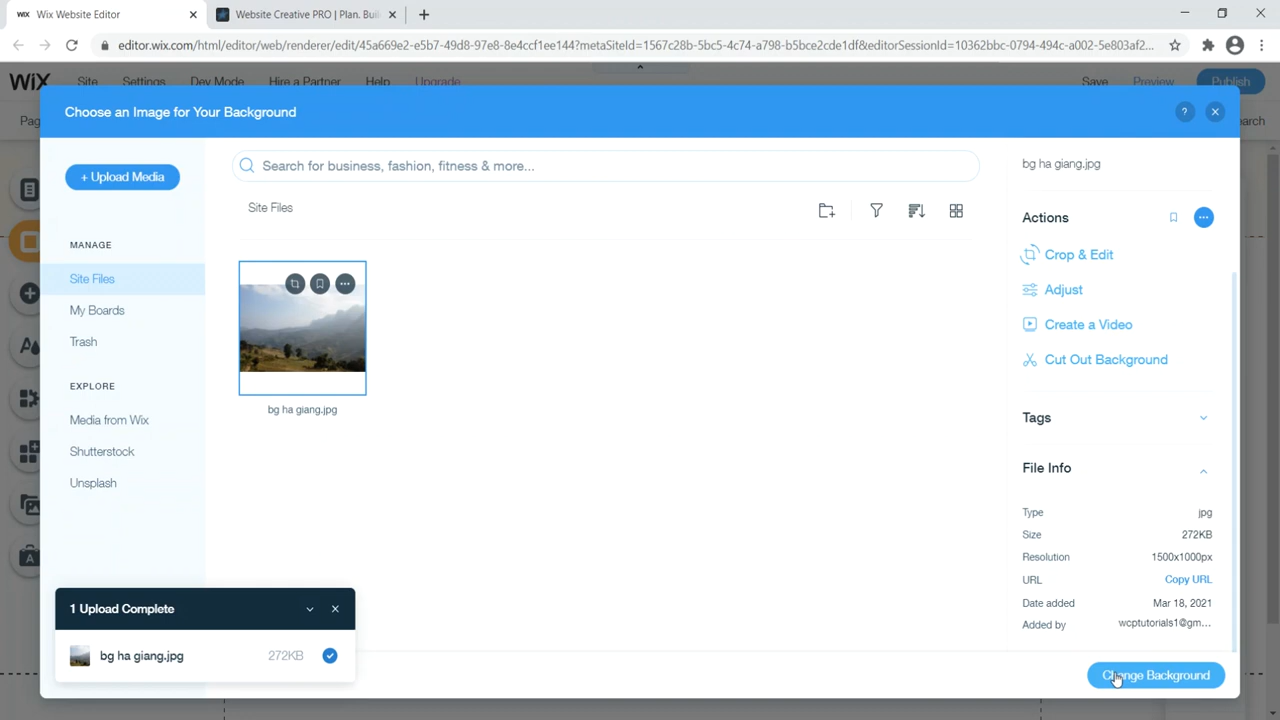 WIX Wix Website Editor
Website Creative PRO | Plan. Buil
editor.wix.com/html/editor/web/renderer/edit/45a669e2-e5b7-49d8-97e8-8e4ccf1ee144?metaSiteId=1567c28b-5bc5-4c74-a798-b5bce2cde1df&editorSessionId=10362bbc-0794-494c-a002-5e803af2...
WiX Site Settings Dev Mode Hire a Partner Help Upgrade Save Preview Publish
Choose an Image for Your Background
?
Pag
earch
+ Upload Media
Search for business, fashion, fitness & more...
bg ha giang.jpg
Site Files
Actions
MANAGE
Site Files
My Boards
Trash
EXPLORE
Media from Wix
Shutterstock
Unsplash
bg ha giang.jpg
Crop & Edit
Adjust
Create a Video
Cut Out Background
Tags
File Info
Type jpg
Size 272KB
Resolution 1500x1000px
URL Copy URL
Date added Mar 18, 2021
Added by wcptutorials1@gm...
1 Upload Complete
bg ha giang.jpg 272KB
Change Background